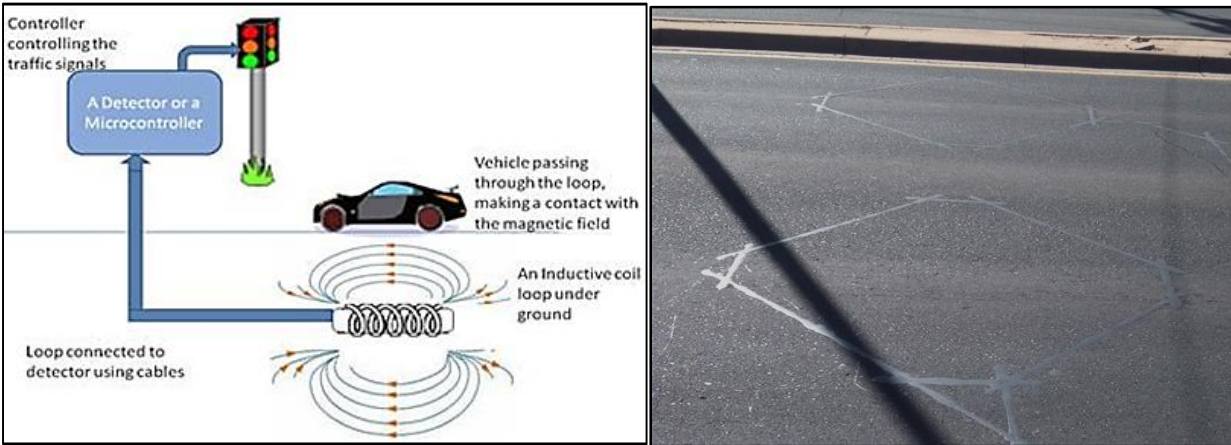 Controller
controlling the
traffic signals
A Detector or a
Microcontroller
Vehicle passing
through the loop,
making a contact with
the magnetic field
An Inductive coil
loop under
ground
Loop connected to
detector using cables